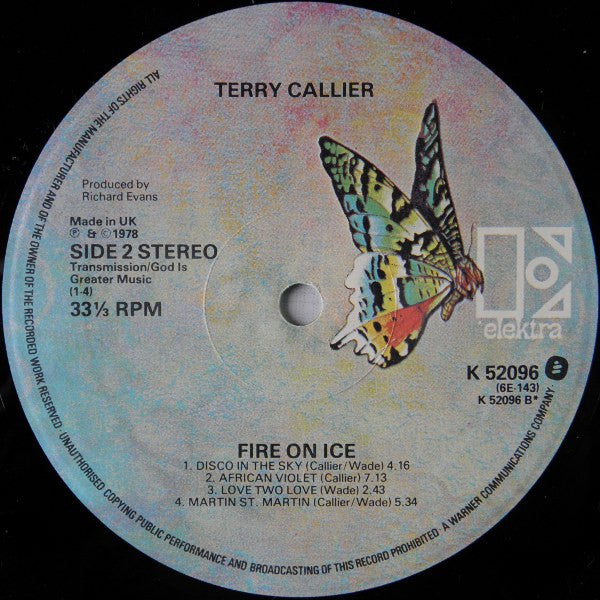 TERRY CALLIER
Produced by
Richard Evans
Made in UK
℗ & © 1978
SIDE 2 STEREO
Transmission/God Is
Greater Music
(1-4)
33⅓ RPM
elektra
K 52096
(6E-143)
K 52096 B*
FIRE ON ICE
1. DISCO IN THE SKY (Callier/Wade) 4.16
2. AFRICAN VIOLET (Callier) 7.13
3. LOVE TWO LOVE (Wade) 2.43
4. MARTIN ST. MARTIN (Callier/Wade) 5.34
ALL RIGHTS OF THE MANUFACTURER AND OF THE OWNER OF THE RECORDED WORK RESERVED · UNAUTHORISED COPYING PUBLIC PERFORMANCE AND BROADCASTING OF THIS RECORD PROHIBITED A WARNER COMMUNICATIONS COMPANY.